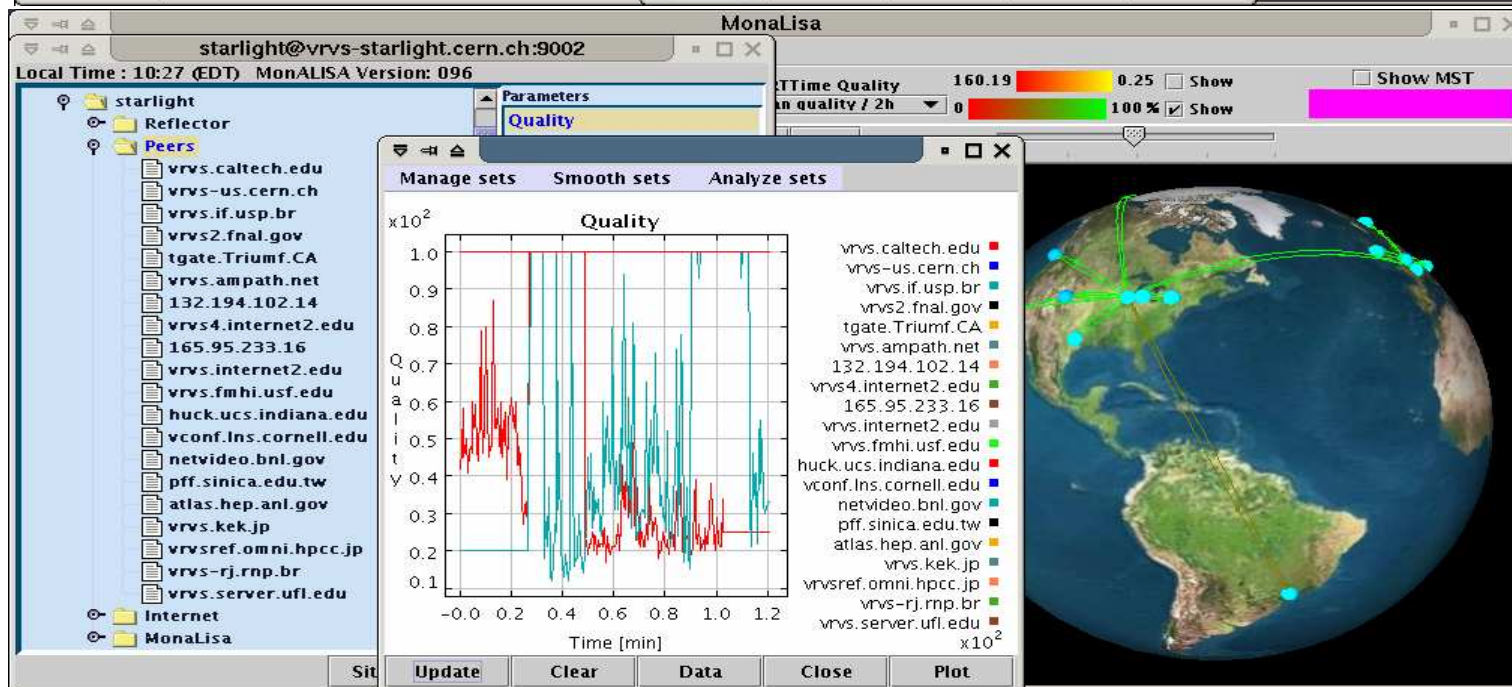 MonaLisa
starlight@vrvs-starlight.cern.ch:9002
Local Time : 10:27 (EDT) MonALISA Version: 096
starlight
Reflector
Peers
vrvs.caltech.edu
vrvs-us.cern.ch
vrvs.if.usp.br
vrvs2.fnal.gov
tgate.Triumf.CA
vrvs.ampath.net
132.194.102.14
vrvs4.internet2.edu
165.95.233.16
vrvs.internet2.edu
vrvs.fmhi.usf.edu
huck.ucs.indiana.edu
vconf.lns.cornell.edu
netvideo.bnl.gov
pff.sinica.edu.tw
atlas.hep.anl.gov
vrvs.kek.jp
vrvsref.omni.hpcc.jp
vrvs-rj.rnp.br
vrvs.server.ufl.edu
Internet
MonaLisa
Parameters
Quality
TTime Quality 160.19 0.25 Show
an quality / 2h 0 100 % Show
Show MST
Manage sets Smooth sets Analyze sets
x10²
Quality
1.0
0.9
0.8
0.7
0.6
0.5
0.4
0.3
0.2
0.1
Quality
-0.0 0.2 0.4 0.6 0.8 1.0 1.2
Time [min]
x10²
vrvs.caltech.edu
vrvs-us.cern.ch
vrvs.if.usp.br
vrvs2.fnal.gov
tgate.Triumf.CA
vrvs.ampath.net
132.194.102.14
vrvs4.internet2.edu
165.95.233.16
vrvs.internet2.edu
vrvs.fmhi.usf.edu
huck.ucs.indiana.edu
vconf.lns.cornell.edu
netvideo.bnl.gov
pff.sinica.edu.tw
atlas.hep.anl.gov
vrvs.kek.jp
vrvsref.omni.hpcc.jp
vrvs-rj.rnp.br
vrvs.server.ufl.edu
Sit
Update Clear Data Close Plot